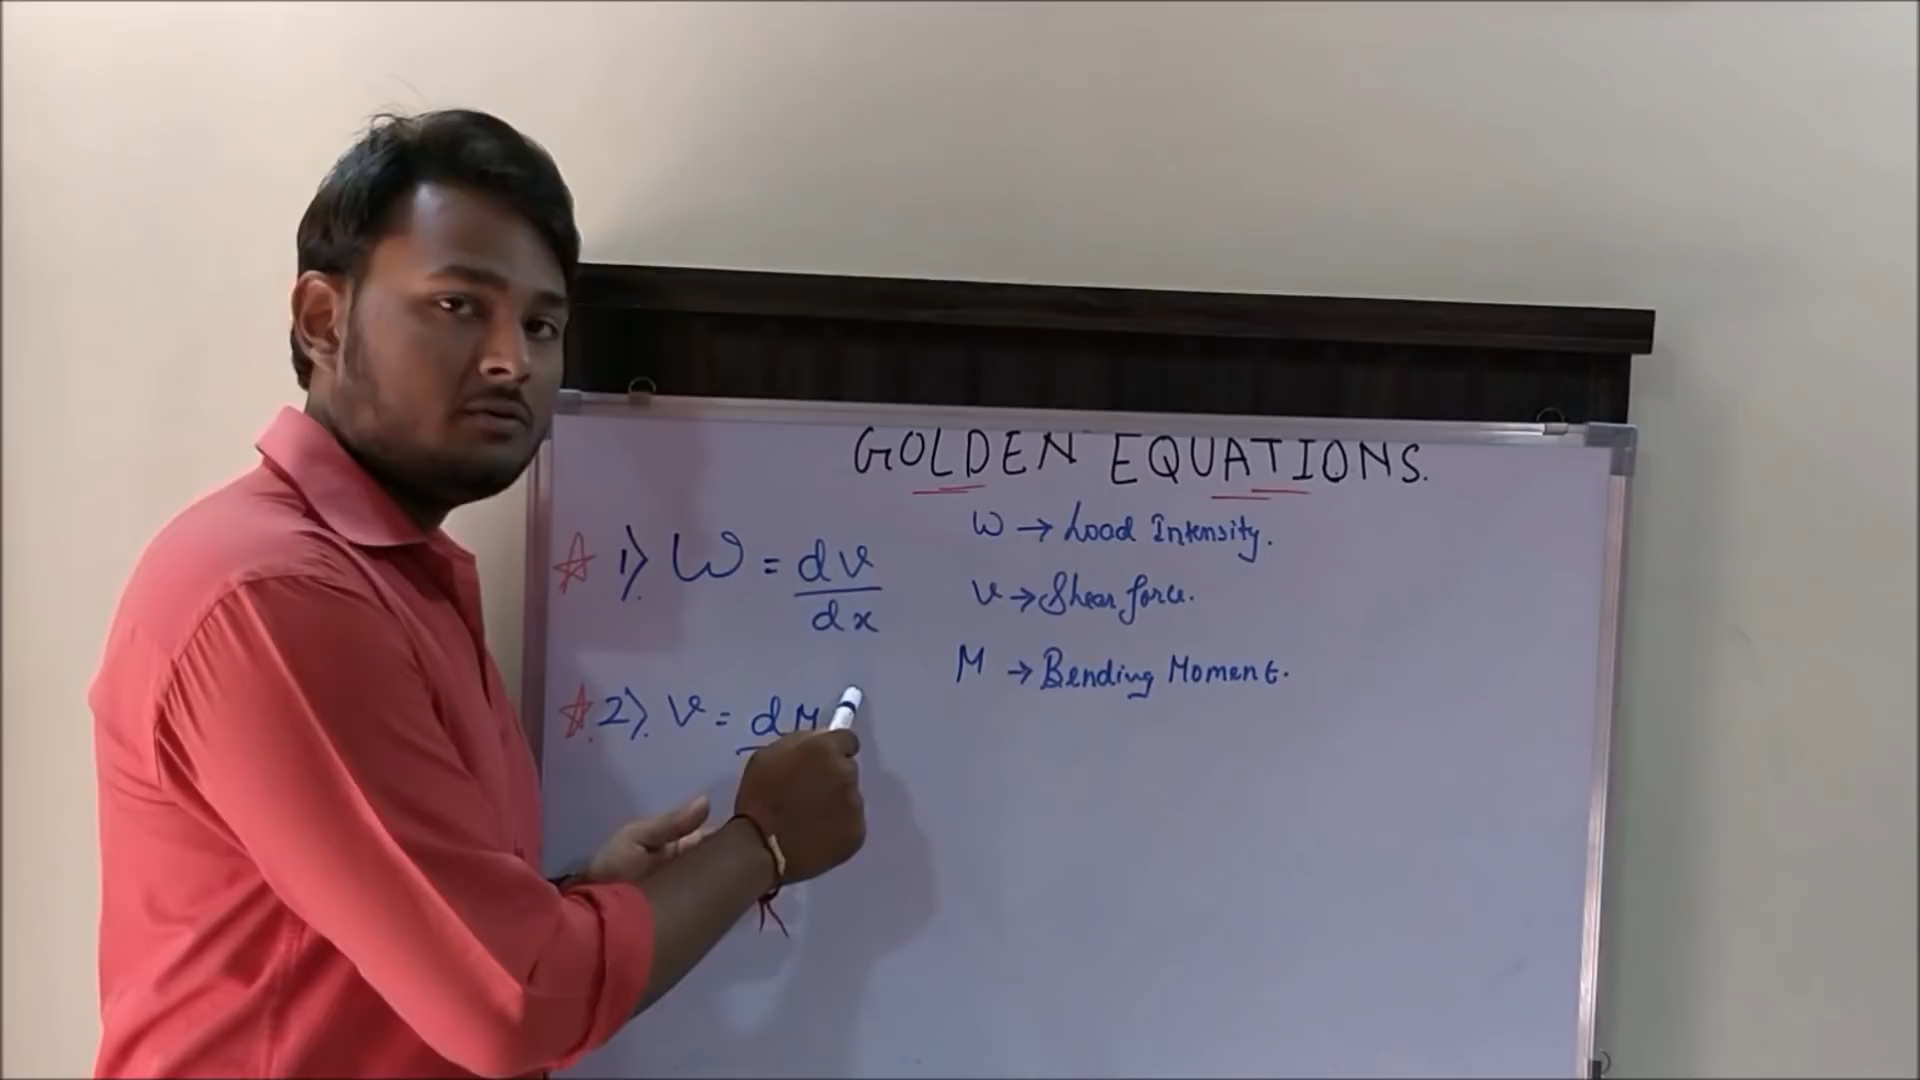 GOLDEN EQUATIONS.
☆ 1). W = dv/dx
w → Load Intensity.
v → Shear force.
M → Bending Moment.
☆ 2). V = dM